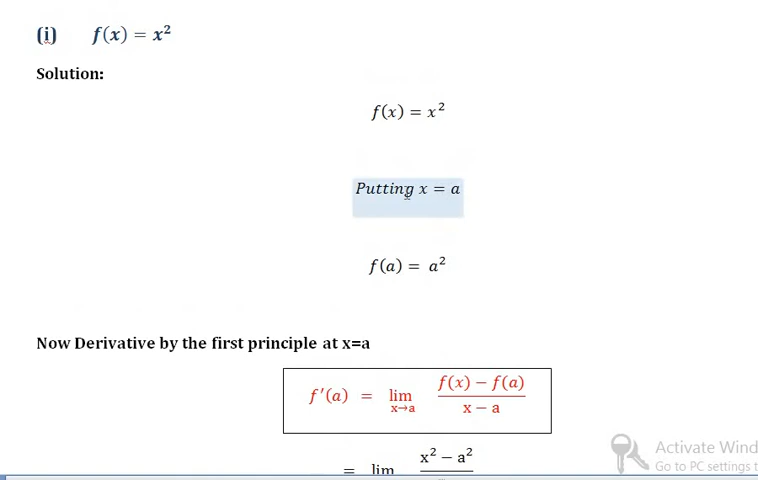 (i) f(x) = x²
Solution:
f(x) = x²
Putting x = a
f(a) = a²
Now Derivative by the first principle at x=a
f′(a) = lim x→a f(x) − f(a) / x − a
= lim x² − a²
Activate Wind
Go to PC settings t